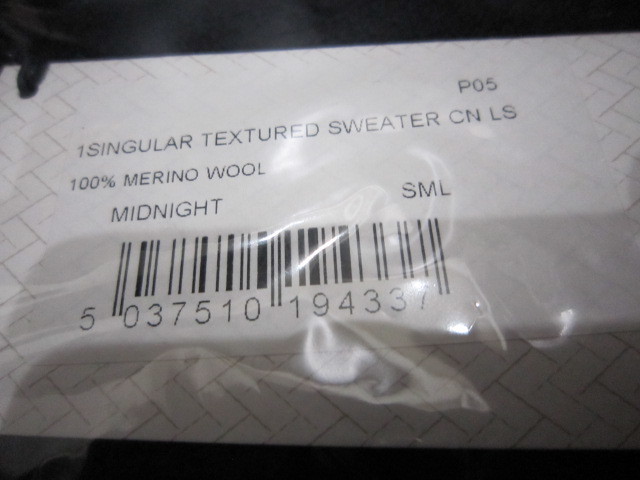 P05
1SINGULAR TEXTURED SWEATER CN LS
100% MERINO WOOL
MIDNIGHT SML
5 037510 194337